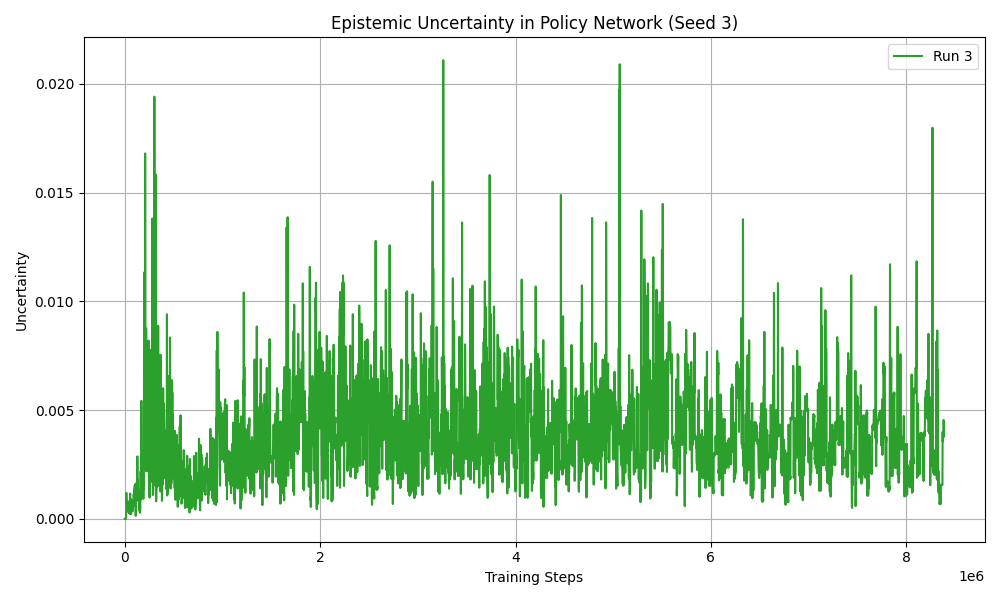 Epistemic Uncertainty in Policy Network (Seed 3)
Run 3
Uncertainty
0.020
0.015
0.010
0.005
0.000
0 2 4 6 8
1e6
Training Steps